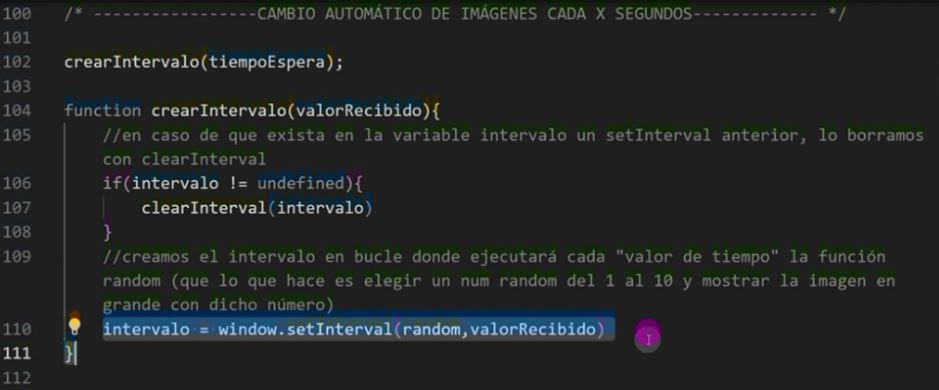 100 /* -----------------CAMBIO AUTOMÁTICO DE IMÁGENES CADA X SEGUNDOS------------- */
101
102 crearIntervalo(tiempoEspera);
103
104 function crearIntervalo(valorRecibido){
105 //en caso de que exista en la variable intervalo un setInterval anterior, lo borramos
con clearInterval
106 if(intervalo != undefined){
107 clearInterval(intervalo)
108 }
109 //creamos el intervalo en bucle donde ejecutará cada "valor de tiempo" la función
random (que lo que hace es elegir un num random del 1 al 10 y mostrar la imagen en
grande con dicho número)
110 intervalo = window.setInterval(random,valorRecibido)
111 }
112